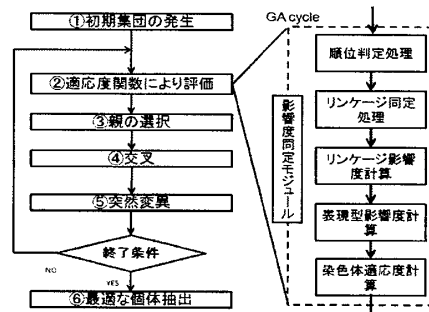 ①初期集団の発生
②適応度関数により評価
③親の選択
④交叉
⑤突然変異
終了条件
NO
YES
⑥最適な個体抽出
GA cycle
影響度同定モジュール
順位判定処理
リンケージ同定
処理
リンケージ影響
度計算
表現型影響度計
算
染色体適応度計
算